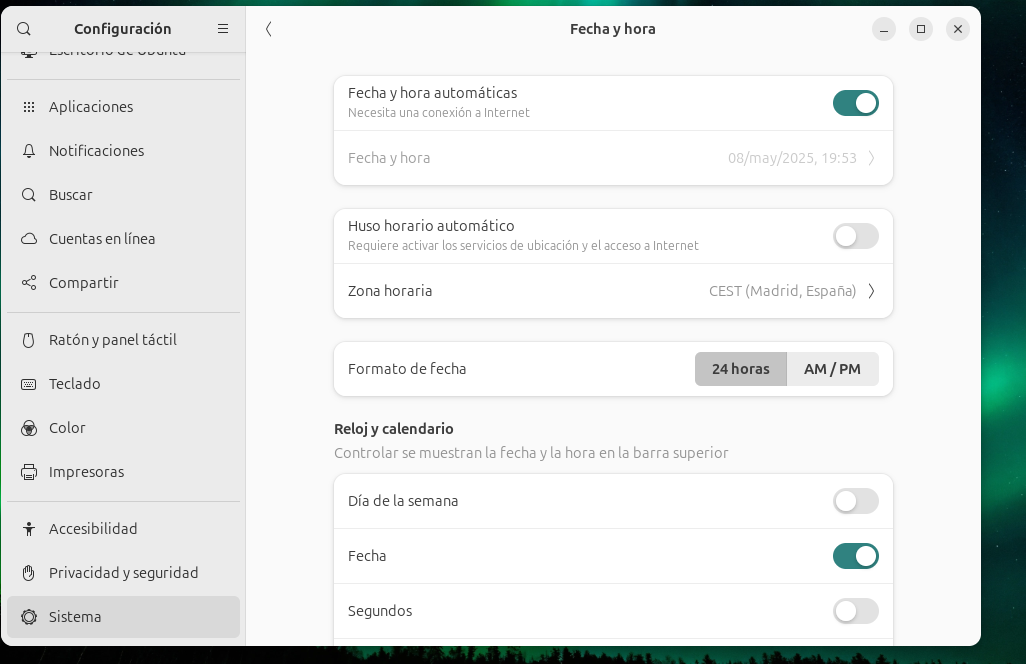 Configuración
Escritorio de Ubuntu
Aplicaciones
Notificaciones
Buscar
Cuentas en línea
Compartir
Ratón y panel táctil
Teclado
Color
Impresoras
Accesibilidad
Privacidad y seguridad
Sistema
Fecha y hora
Fecha y hora automáticas
Necesita una conexión a Internet
Fecha y hora 08/may/2025, 19:53
Huso horario automático
Requiere activar los servicios de ubicación y el acceso a Internet
Zona horaria CEST (Madrid, España)
Formato de fecha 24 horas AM / PM
Reloj y calendario
Controlar se muestran la fecha y la hora en la barra superior
Día de la semana
Fecha
Segundos